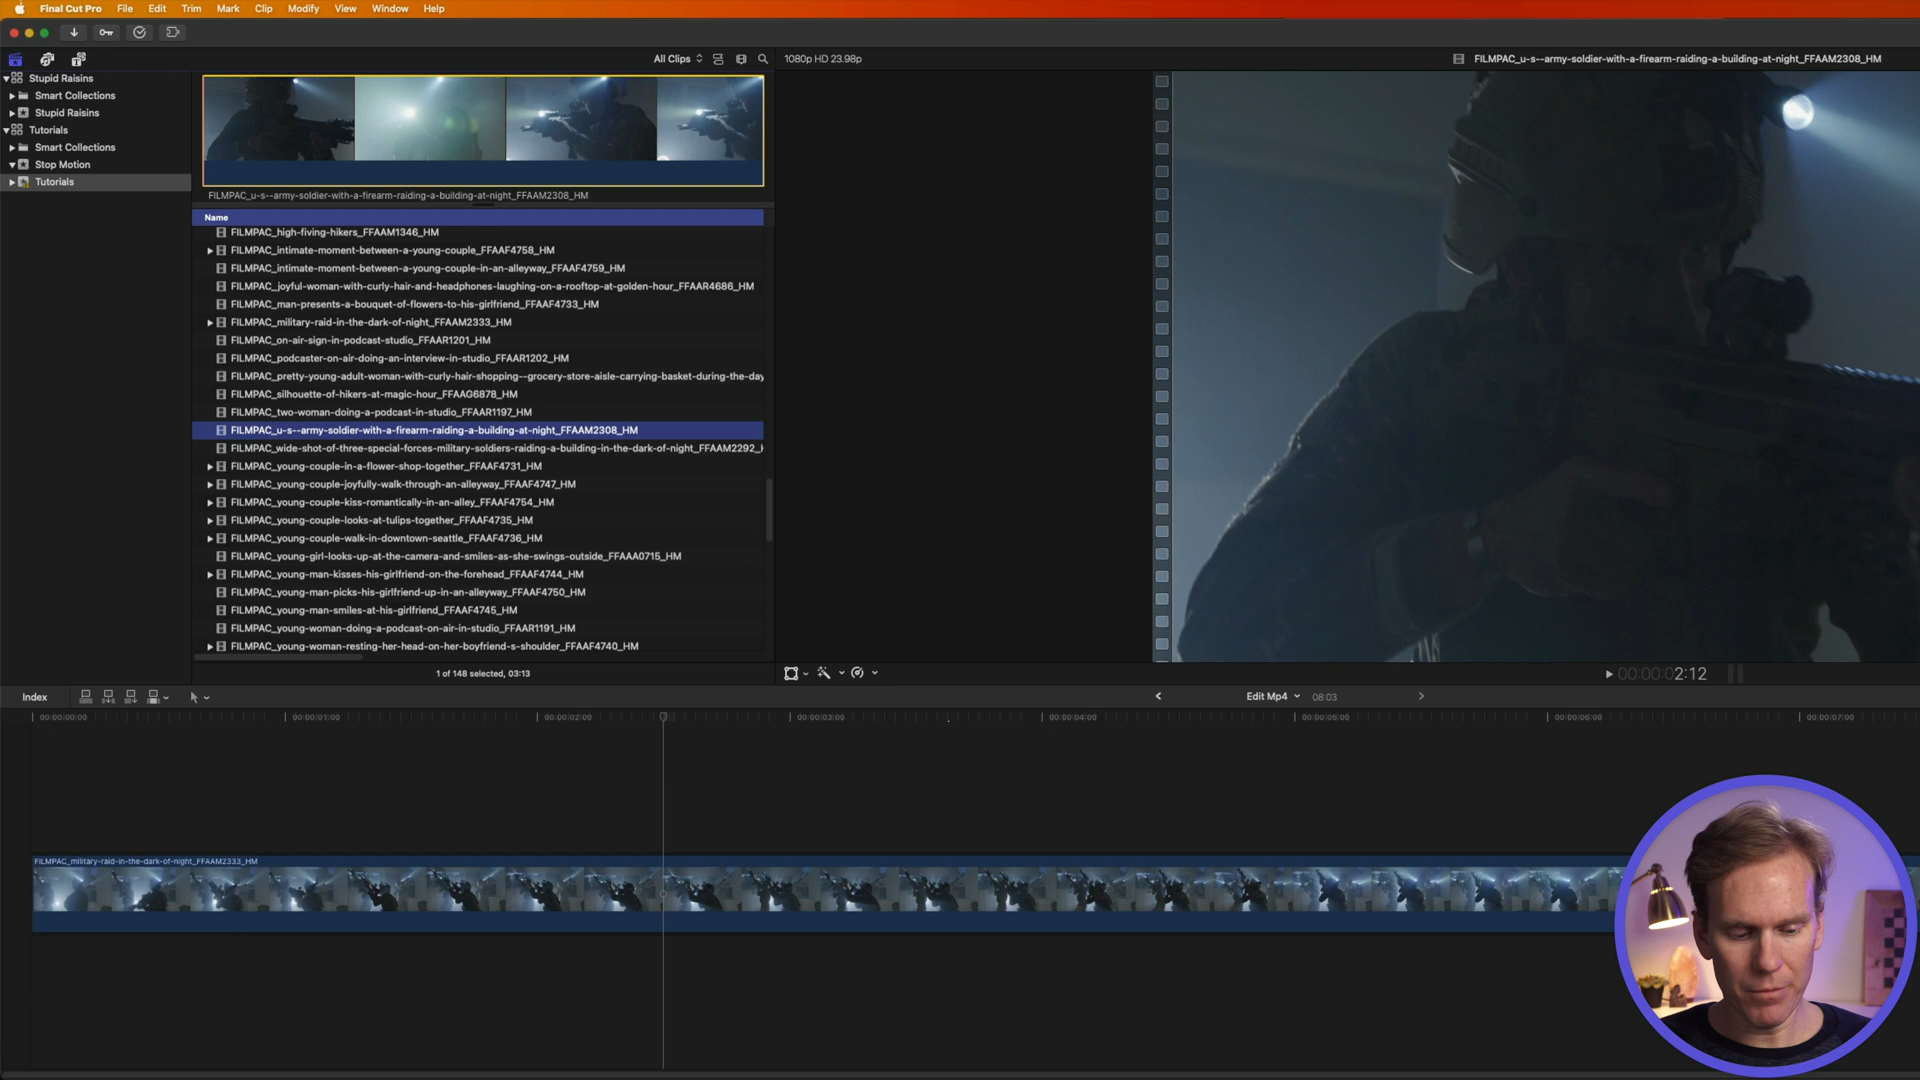 Final Cut Pro File Edit Trim Mark Clip Modify View Window Help
All Clips
1080p HD 23.98p
FILMPAC_u-s--army-soldier-with-a-firearm-raiding-a-building-at-night_FFAAM2308_HM
Stupid Raisins
Smart Collections
Stupid Raisins
Tutorials
Smart Collections
Stop Motion
Tutorials
FILMPAC_u-s--army-soldier-with-a-firearm-raiding-a-building-at-night_FFAAM2308_HM
Name
FILMPAC_high-fiving-hikers_FFAAM1346_HM
FILMPAC_intimate-moment-between-a-young-couple_FFAAF4758_HM
FILMPAC_intimate-moment-between-a-young-couple-in-an-alleyway_FFAAF4759_HM
FILMPAC_joyful-woman-with-curly-hair-and-headphones-laughing-on-a-rooftop-at-golden-hour_FFAAR4686_HM
FILMPAC_man-presents-a-bouquet-of-flowers-to-his-girlfriend_FFAAF4733_HM
FILMPAC_military-raid-in-the-dark-of-night_FFAAM2333_HM
FILMPAC_on-air-sign-in-podcast-studio_FFAAR1201_HM
FILMPAC_podcaster-on-air-doing-an-interview-in-studio_FFAAR1202_HM
FILMPAC_pretty-young-adult-woman-with-curly-hair-shopping--grocery-store-aisle-carrying-basket-during-the-day
FILMPAC_silhouette-of-hikers-at-magic-hour_FFAAG6878_HM
FILMPAC_two-woman-doing-a-podcast-in-studio_FFAAR1197_HM
FILMPAC_u-s--army-soldier-with-a-firearm-raiding-a-building-at-night_FFAAM2308_HM
FILMPAC_wide-shot-of-three-special-forces-military-soldiers-raiding-a-building-in-the-dark-of-night_FFAAM2292_H
FILMPAC_young-couple-in-a-flower-shop-together_FFAAF4731_HM
FILMPAC_young-couple-joyfully-walk-through-an-alleyway_FFAAF4747_HM
FILMPAC_young-couple-kiss-romantically-in-an-alley_FFAAF4754_HM
FILMPAC_young-couple-looks-at-tulips-together_FFAAF4735_HM
FILMPAC_young-couple-walk-in-downtown-seattle_FFAAF4736_HM
FILMPAC_young-girl-looks-up-at-the-camera-and-smiles-as-she-swings-outside_FFAAA0715_HM
FILMPAC_young-man-kisses-his-girlfriend-on-the-forehead_FFAAF4744_HM
FILMPAC_young-man-picks-his-girlfriend-up-in-an-alleyway_FFAAF4750_HM
FILMPAC_young-man-smiles-at-his-girlfriend_FFAAF4745_HM
FILMPAC_young-woman-doing-a-podcast-on-air-in-studio_FFAAR1191_HM
FILMPAC_young-woman-resting-her-head-on-her-boyfriend-s-shoulder_FFAAF4740_HM
1 of 148 selected, 03:13
00:00:02:12
Index
Edit Mp4 08:03
00:00:00:00 00:00:01:00 00:00:02:00 00:00:03:00 00:00:04:00 00:00:05:00 00:00:06:00 00:00:07:00
FILMPAC_military-raid-in-the-dark-of-night_FFAAM2333_HM